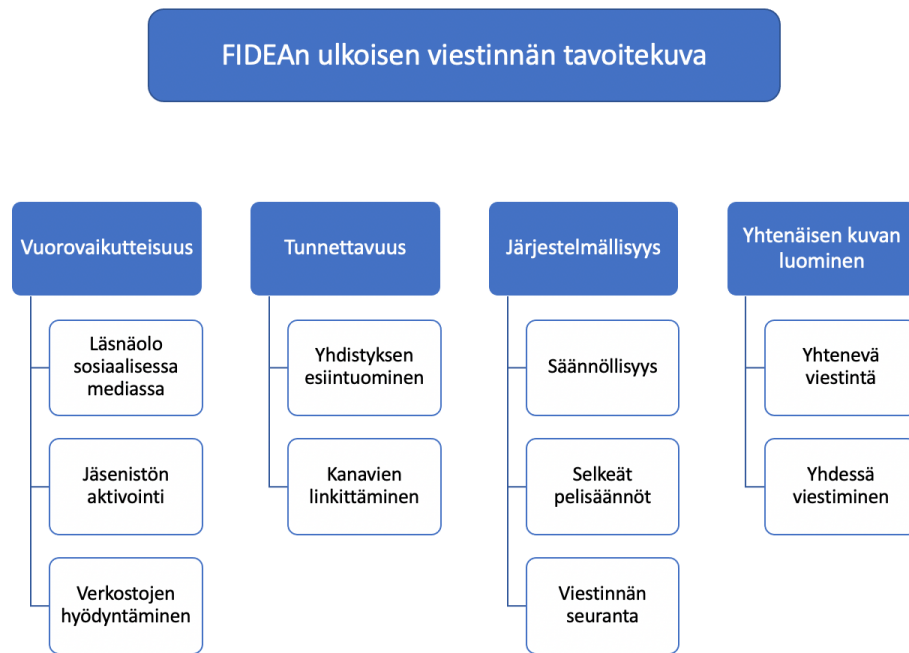 FIDEAn ulkoisen viestinnän tavoitekuva
Vuorovaikutteisuus
Läsnäolo
sosiaalisessa
mediassa
Jäsenistön
aktivointi
Verkostojen
hyödyntäminen
Tunnettavuus
Yhdistyksen
esiintuominen
Kanavien
linkittäminen
Järjestelmällisyys
Säännöllisyys
Selkeät
pelisäännöt
Viestinnän
seuranta
Yhtenäisen kuvan
luominen
Yhtenevä
viestintä
Yhdessä
viestiminen